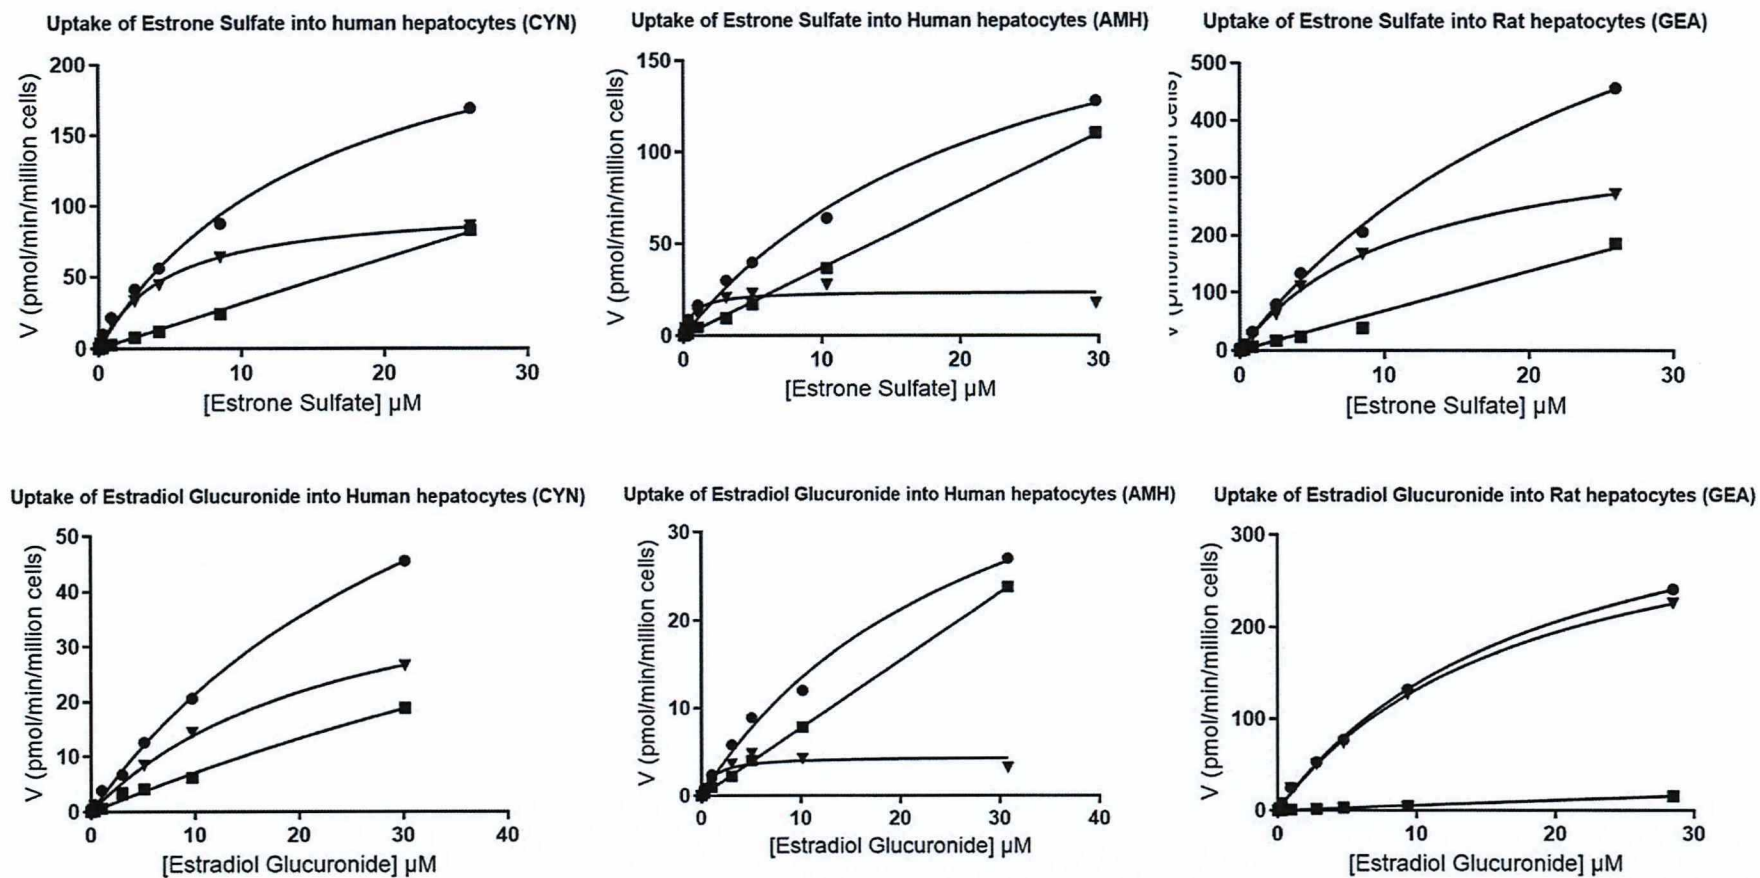 Uptake of Estrone Sulfate into human hepatocytes (CYN)
V (pmol/min/million cells)
200
150
100
50
0
0 10 20 30
[Estrone Sulfate] µM
Uptake of Estrone Sulfate into Human hepatocytes (AMH)
V (pmol/min/million cells)
150
100
50
0
0 10 20 30
[Estrone Sulfate] µM
Uptake of Estrone Sulfate into Rat hepatocytes (GEA)
V (pmol/min/million cells)
500
400
300
200
100
0
0 10 20 30
[Estrone Sulfate] µM
Uptake of Estradiol Glucuronide into Human hepatocytes (CYN)
V (pmol/min/million cells)
50
40
30
20
10
0
0 10 20 30 40
[Estradiol Glucuronide] µM
Uptake of Estradiol Glucuronide into Human hepatocytes (AMH)
V (pmol/min/million cells)
30
20
10
0
0 10 20 30 40
[Estradiol Glucuronide] µM
Uptake of Estradiol Glucuronide into Rat hepatocytes (GEA)
V (pmol/min/million cells)
300
200
100
0
0 10 20 30
[Estradiol Glucuronide] µM